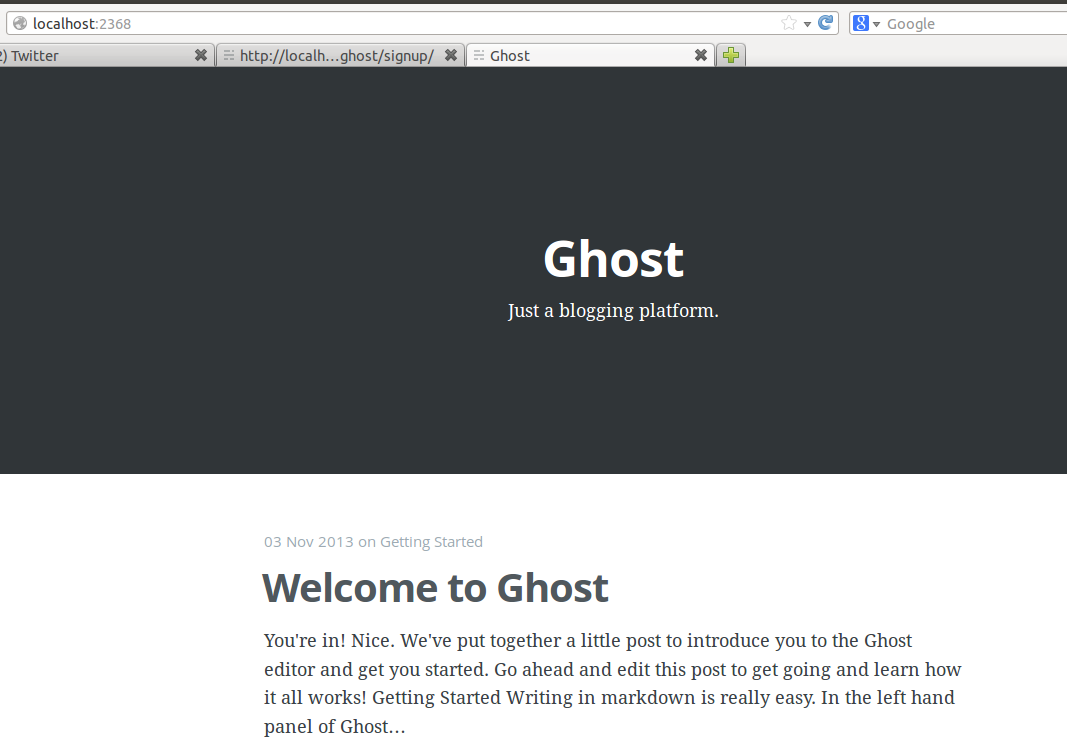 localhost:2368
Google
2) Twitter
http://localh...ghost/signup/
Ghost
Ghost
Just a blogging platform.
03 Nov 2013 on Getting Started
Welcome to Ghost
You're in! Nice. We've put together a little post to introduce you to the Ghost
editor and get you started. Go ahead and edit this post to get going and learn how
it all works! Getting Started Writing in markdown is really easy. In the left hand
panel of Ghost…